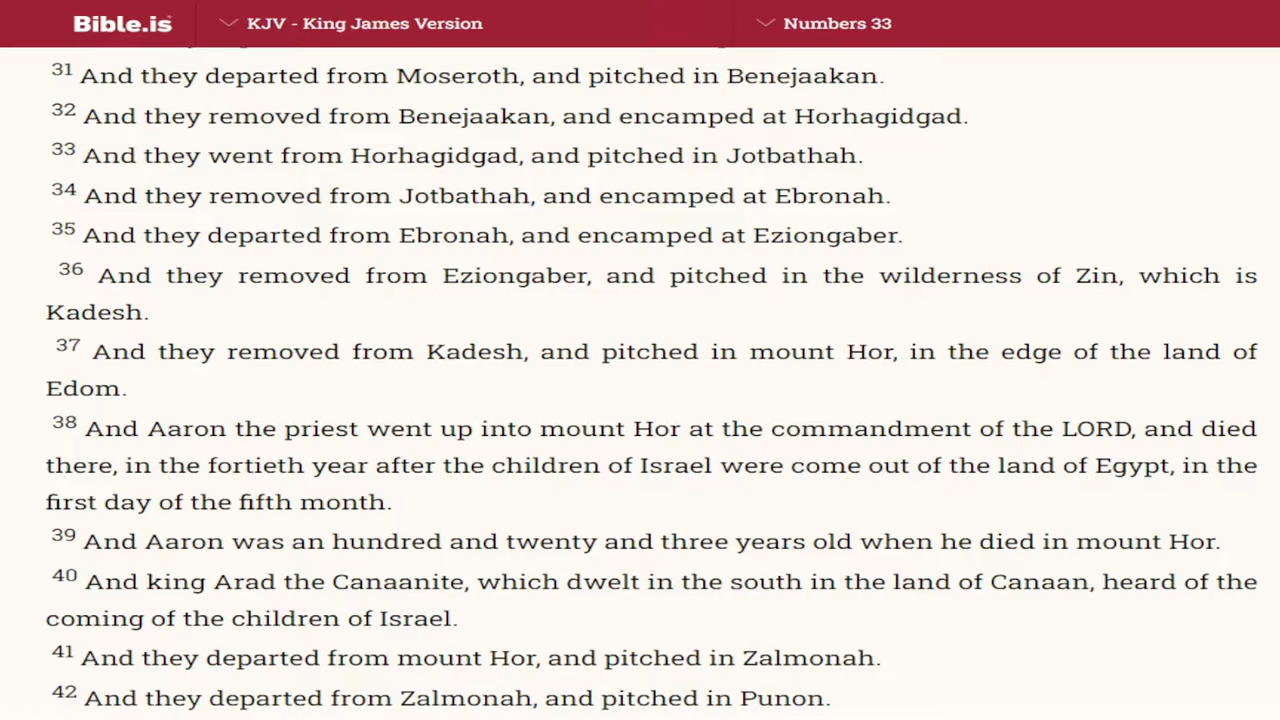 Bible.is KJV - King James Version Numbers 33
31 And they departed from Moseroth, and pitched in Benejaakan.
32 And they removed from Benejaakan, and encamped at Horhagidgad.
33 And they went from Horhagidgad, and pitched in Jotbathah.
34 And they removed from Jotbathah, and encamped at Ebronah.
35 And they departed from Ebronah, and encamped at Eziongaber.
36 And they removed from Eziongaber, and pitched in the wilderness of Zin, which is
Kadesh.
37 And they removed from Kadesh, and pitched in mount Hor, in the edge of the land of
Edom.
38 And Aaron the priest went up into mount Hor at the commandment of the LORD, and died
there, in the fortieth year after the children of Israel were come out of the land of Egypt, in the
first day of the fifth month.
39 And Aaron was an hundred and twenty and three years old when he died in mount Hor.
40 And king Arad the Canaanite, which dwelt in the south in the land of Canaan, heard of the
coming of the children of Israel.
41 And they departed from mount Hor, and pitched in Zalmonah.
42 And they departed from Zalmonah, and pitched in Punon.